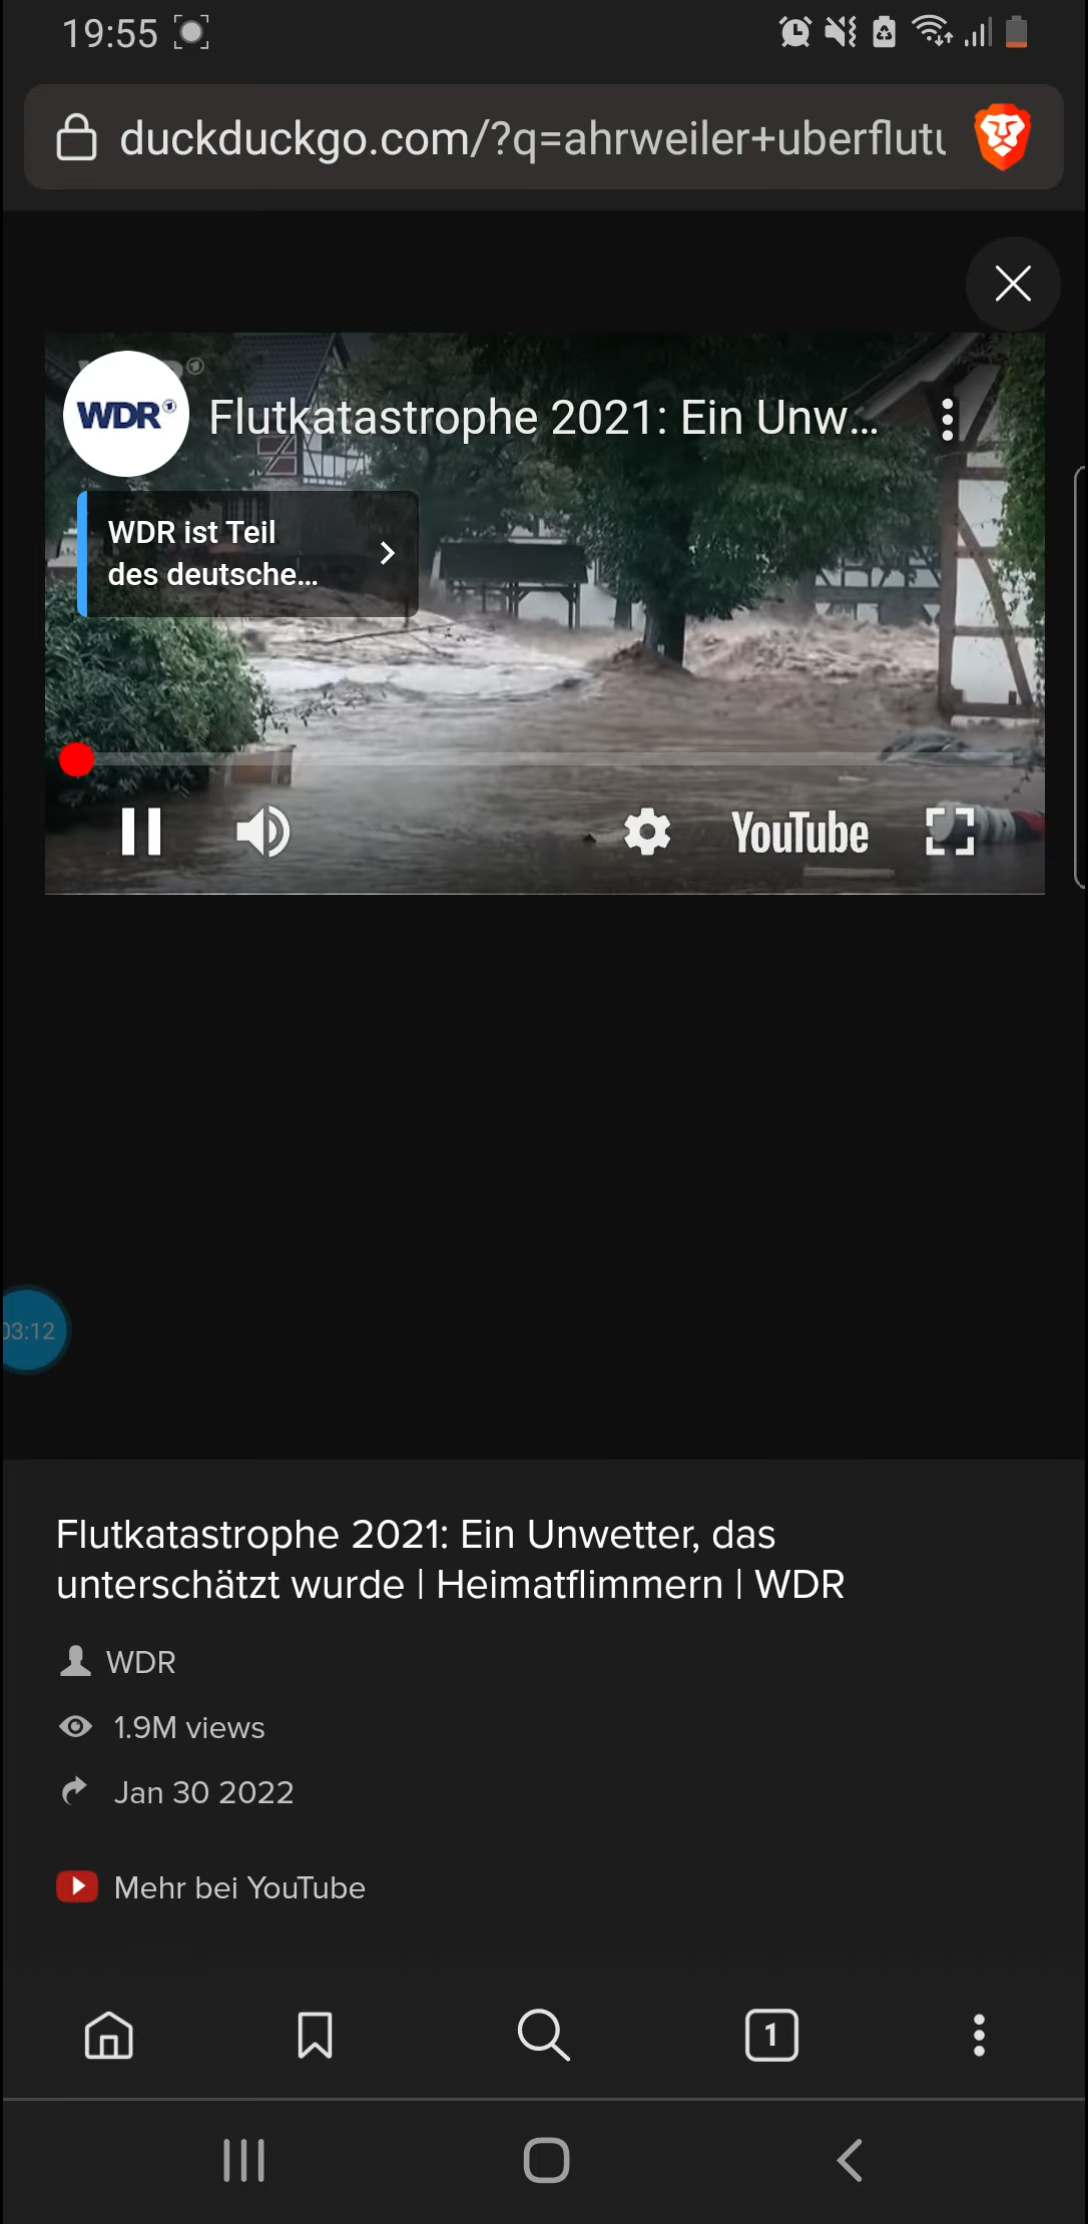 19:55
duckduckgo.com/?q=ahrweiler+uberflutu
WDR
Flutkatastrophe 2021: Ein Unw...
WDR ist Teil
des deutsche...
YouTube
03:12
Flutkatastrophe 2021: Ein Unwetter, das
unterschätzt wurde | Heimatflimmern | WDR
WDR
1.9M views
Jan 30 2022
Mehr bei YouTube
1